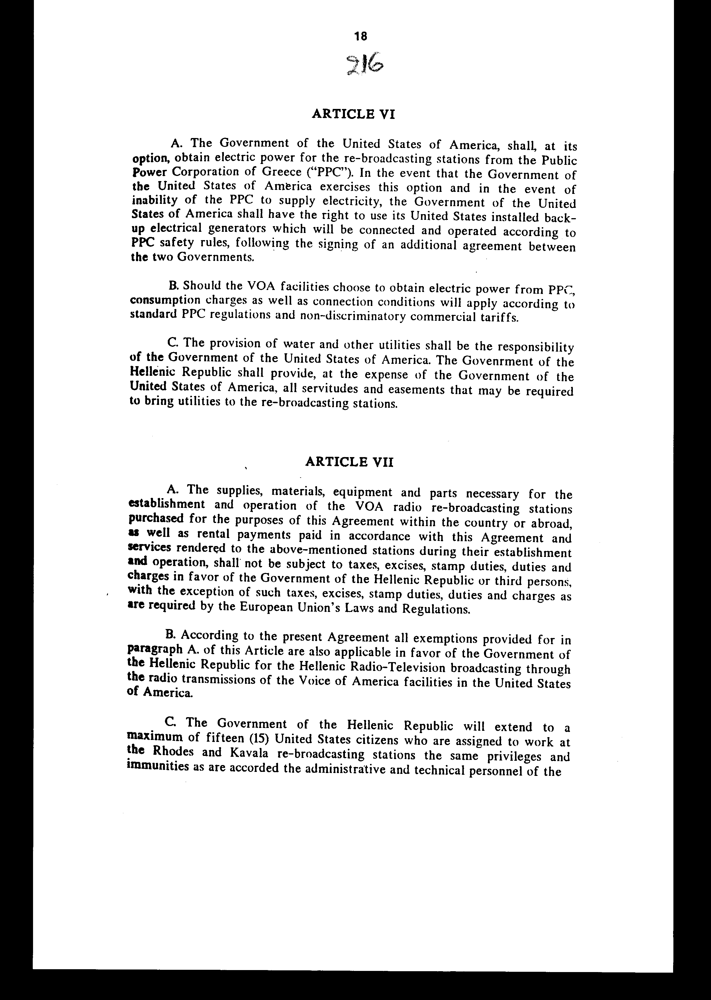 18
216
ARTICLE VI
A. The Government of the United States of America, shall, at its
option, obtain electric power for the re-broadcasting stations from the Public
Power Corporation of Greece (“PPC”). In the event that the Government of
the United States of America exercises this option and in the event of
inability of the PPC to supply electricity, the Government of the United
States of America shall have the right to use its United States installed back-
up electrical generators which will be connected and operated according to
PPC safety rules, following the signing of an additional agreement between
the two Governments.
B. Should the VOA facilities choose to obtain electric power from PPC,
consumption charges as well as connection conditions will apply according to
standard PPC regulations and non-discriminatory commercial tariffs.
C. The provision of water and other utilities shall be the responsibility
of the Government of the United States of America. The Govenrment of the
Hellenic Republic shall provide, at the expense of the Government of the
United States of America, all servitudes and easements that may be required
to bring utilities to the re-broadcasting stations.
ARTICLE VII
A. The supplies, materials, equipment and parts necessary for the
establishment and operation of the VOA radio re-broadcasting stations
purchased for the purposes of this Agreement within the country or abroad,
as well as rental payments paid in accordance with this Agreement and
services rendered to the above-mentioned stations during their establishment
and operation, shall not be subject to taxes, excises, stamp duties, duties and
charges in favor of the Government of the Hellenic Republic or third persons,
with the exception of such taxes, excises, stamp duties, duties and charges as
are required by the European Union’s Laws and Regulations.
B. According to the present Agreement all exemptions provided for in
paragraph A. of this Article are also applicable in favor of the Government of
the Hellenic Republic for the Hellenic Radio-Television broadcasting through
the radio transmissions of the Voice of America facilities in the United States
of America.
C. The Government of the Hellenic Republic will extend to a
maximum of fifteen (15) United States citizens who are assigned to work at
the Rhodes and Kavala re-broadcasting stations the same privileges and
immunities as are accorded the administrative and technical personnel of the